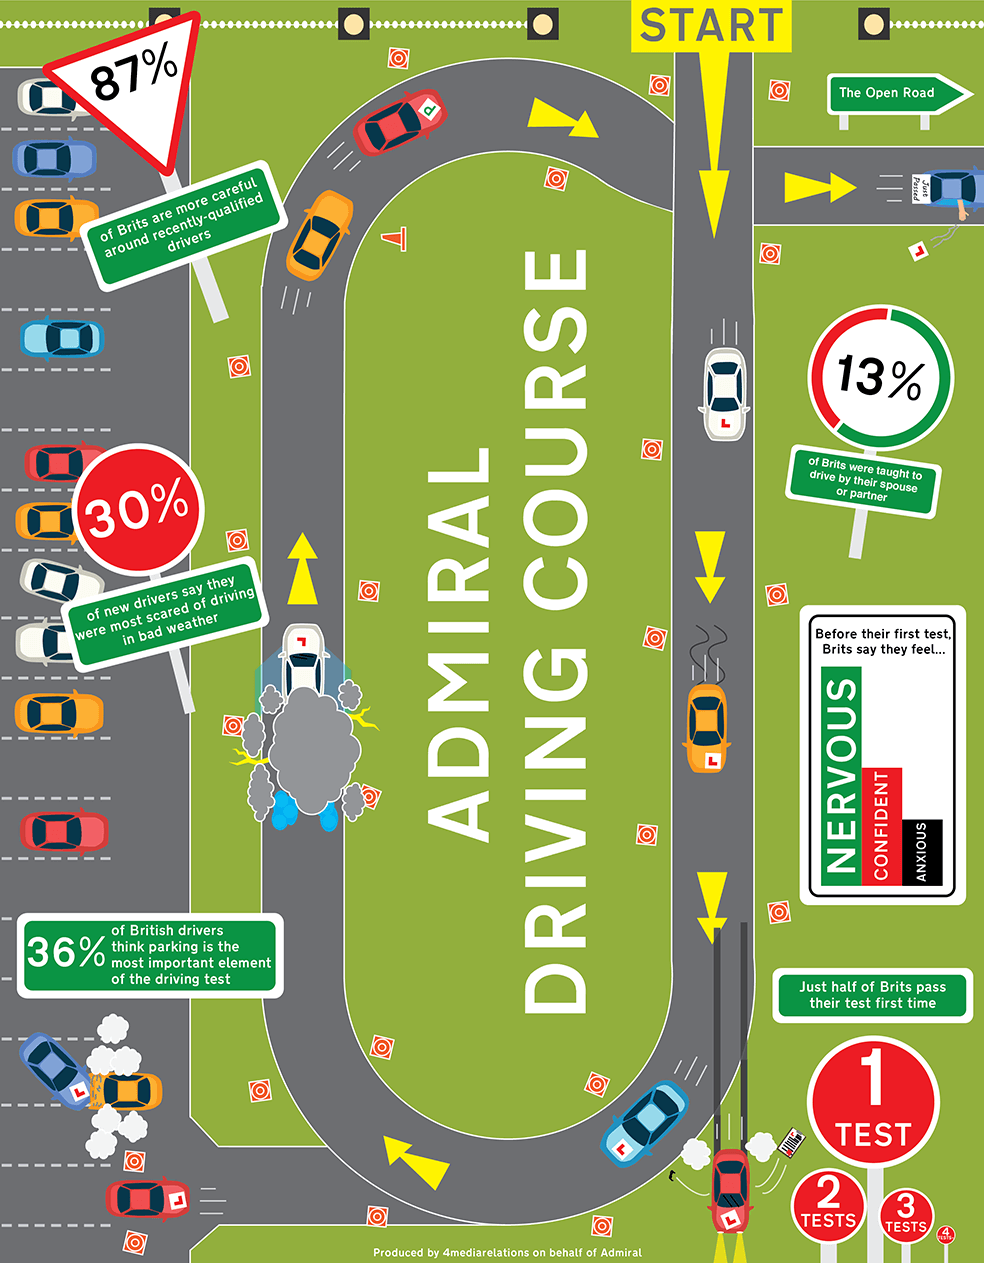 START
87%
of Brits are more careful
around recently-qualified
drivers
The Open Road
Just
Passed
P
13%
of Brits were taught to
drive by their spouse
or partner
ADMIRAL
DRIVING COURSE
30%
of new drivers say they
were most scared of driving
in bad weather
Before their first test,
Brits say they feel...
NERVOUS
CONFIDENT
ANXIOUS
36%
of British drivers
think parking is the
most important element
of the driving test
Just half of Brits pass
their test first time
1
TEST
2
TESTS
3
TESTS
4
TESTS
L
L
L
L
L
L
L
L
Produced by 4mediarelations on behalf of Admiral